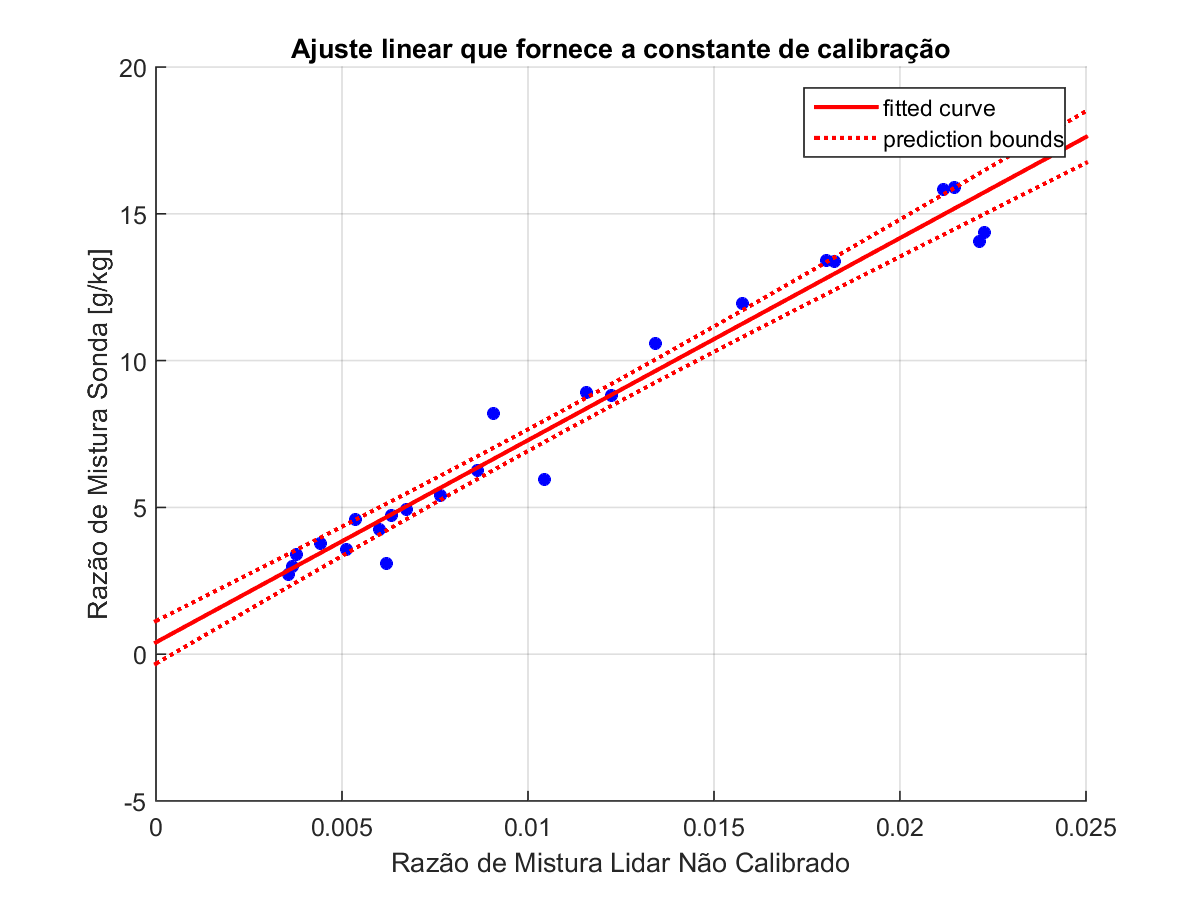 Ajuste linear que fornece a constante de calibração
fitted curve
prediction bounds
20
15
10
5
0
-5
Razão de Mistura Sonda [g/kg]
0
0.005
0.01
0.015
0.02
0.025
Razão de Mistura Lidar Não Calibrado